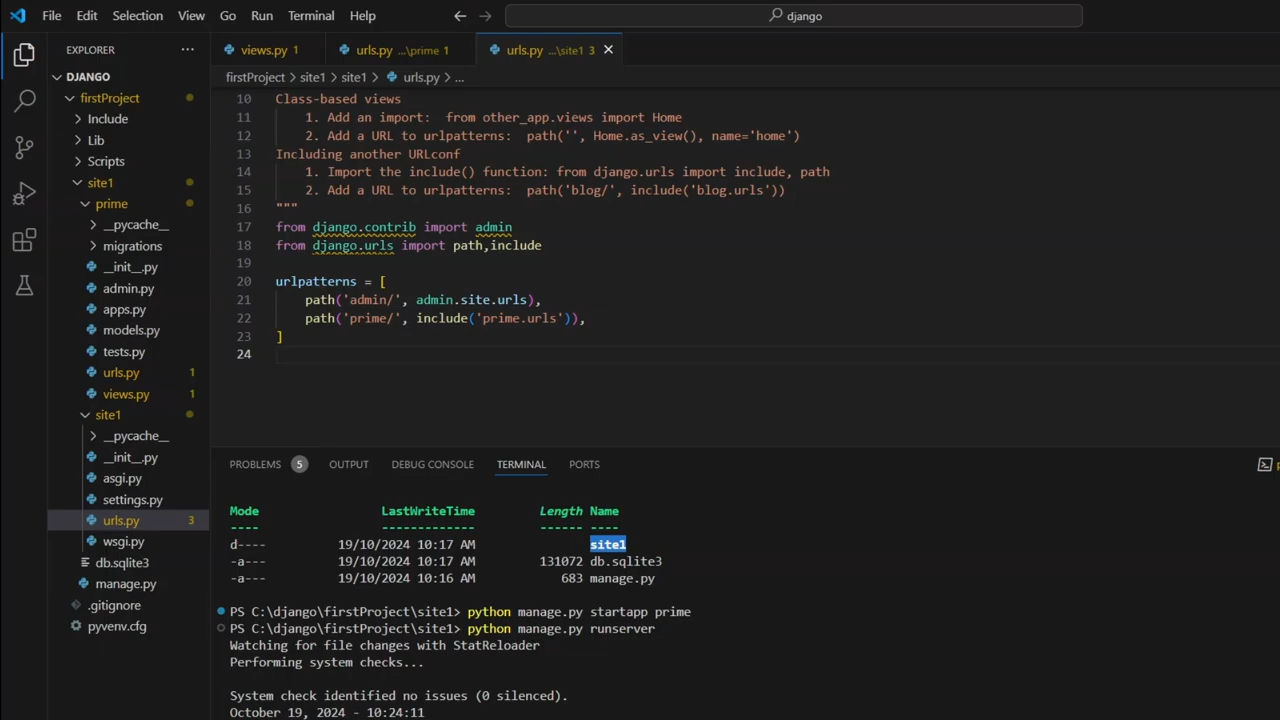 File Edit Selection View Go Run Terminal Help
django
EXPLORER ...
views.py 1
urls.py ...\prime 1
urls.py ...\site1 3
DJANGO
firstProject
Include
Lib
Scripts
site1
prime
__pycache__
migrations
__init__.py
admin.py
apps.py
models.py
tests.py
urls.py 1
views.py 1
site1
__pycache__
__init__.py
asgi.py
settings.py
urls.py 3
wsgi.py
db.sqlite3
manage.py
.gitignore
pyvenv.cfg
firstProject > site1 > site1 > urls.py > ...
10 Class-based views
11 1. Add an import:  from other_app.views import Home
12 2. Add a URL to urlpatterns:  path('', Home.as_view(), name='home')
13 Including another URLconf
14 1. Import the include() function: from django.urls import include, path
15 2. Add a URL to urlpatterns:  path('blog/', include('blog.urls'))
16 """
17 from django.contrib import admin
18 from django.urls import path,include
19
20 urlpatterns = [
21 path('admin/', admin.site.urls),
22 path('prime/', include('prime.urls')),
23 ]
24
PROBLEMS 5 OUTPUT DEBUG CONSOLE TERMINAL PORTS
Mode LastWriteTime Length Name
---- ------------- ------ ----
d---- 19/10/2024 10:17 AM site1
-a--- 19/10/2024 10:17 AM 131072 db.sqlite3
-a--- 19/10/2024 10:16 AM 683 manage.py
PS C:\django\firstProject\site1> python manage.py startapp prime
PS C:\django\firstProject\site1> python manage.py runserver
Watching for file changes with StatReloader
Performing system checks...
System check identified no issues (0 silenced).
October 19, 2024 - 10:24:11